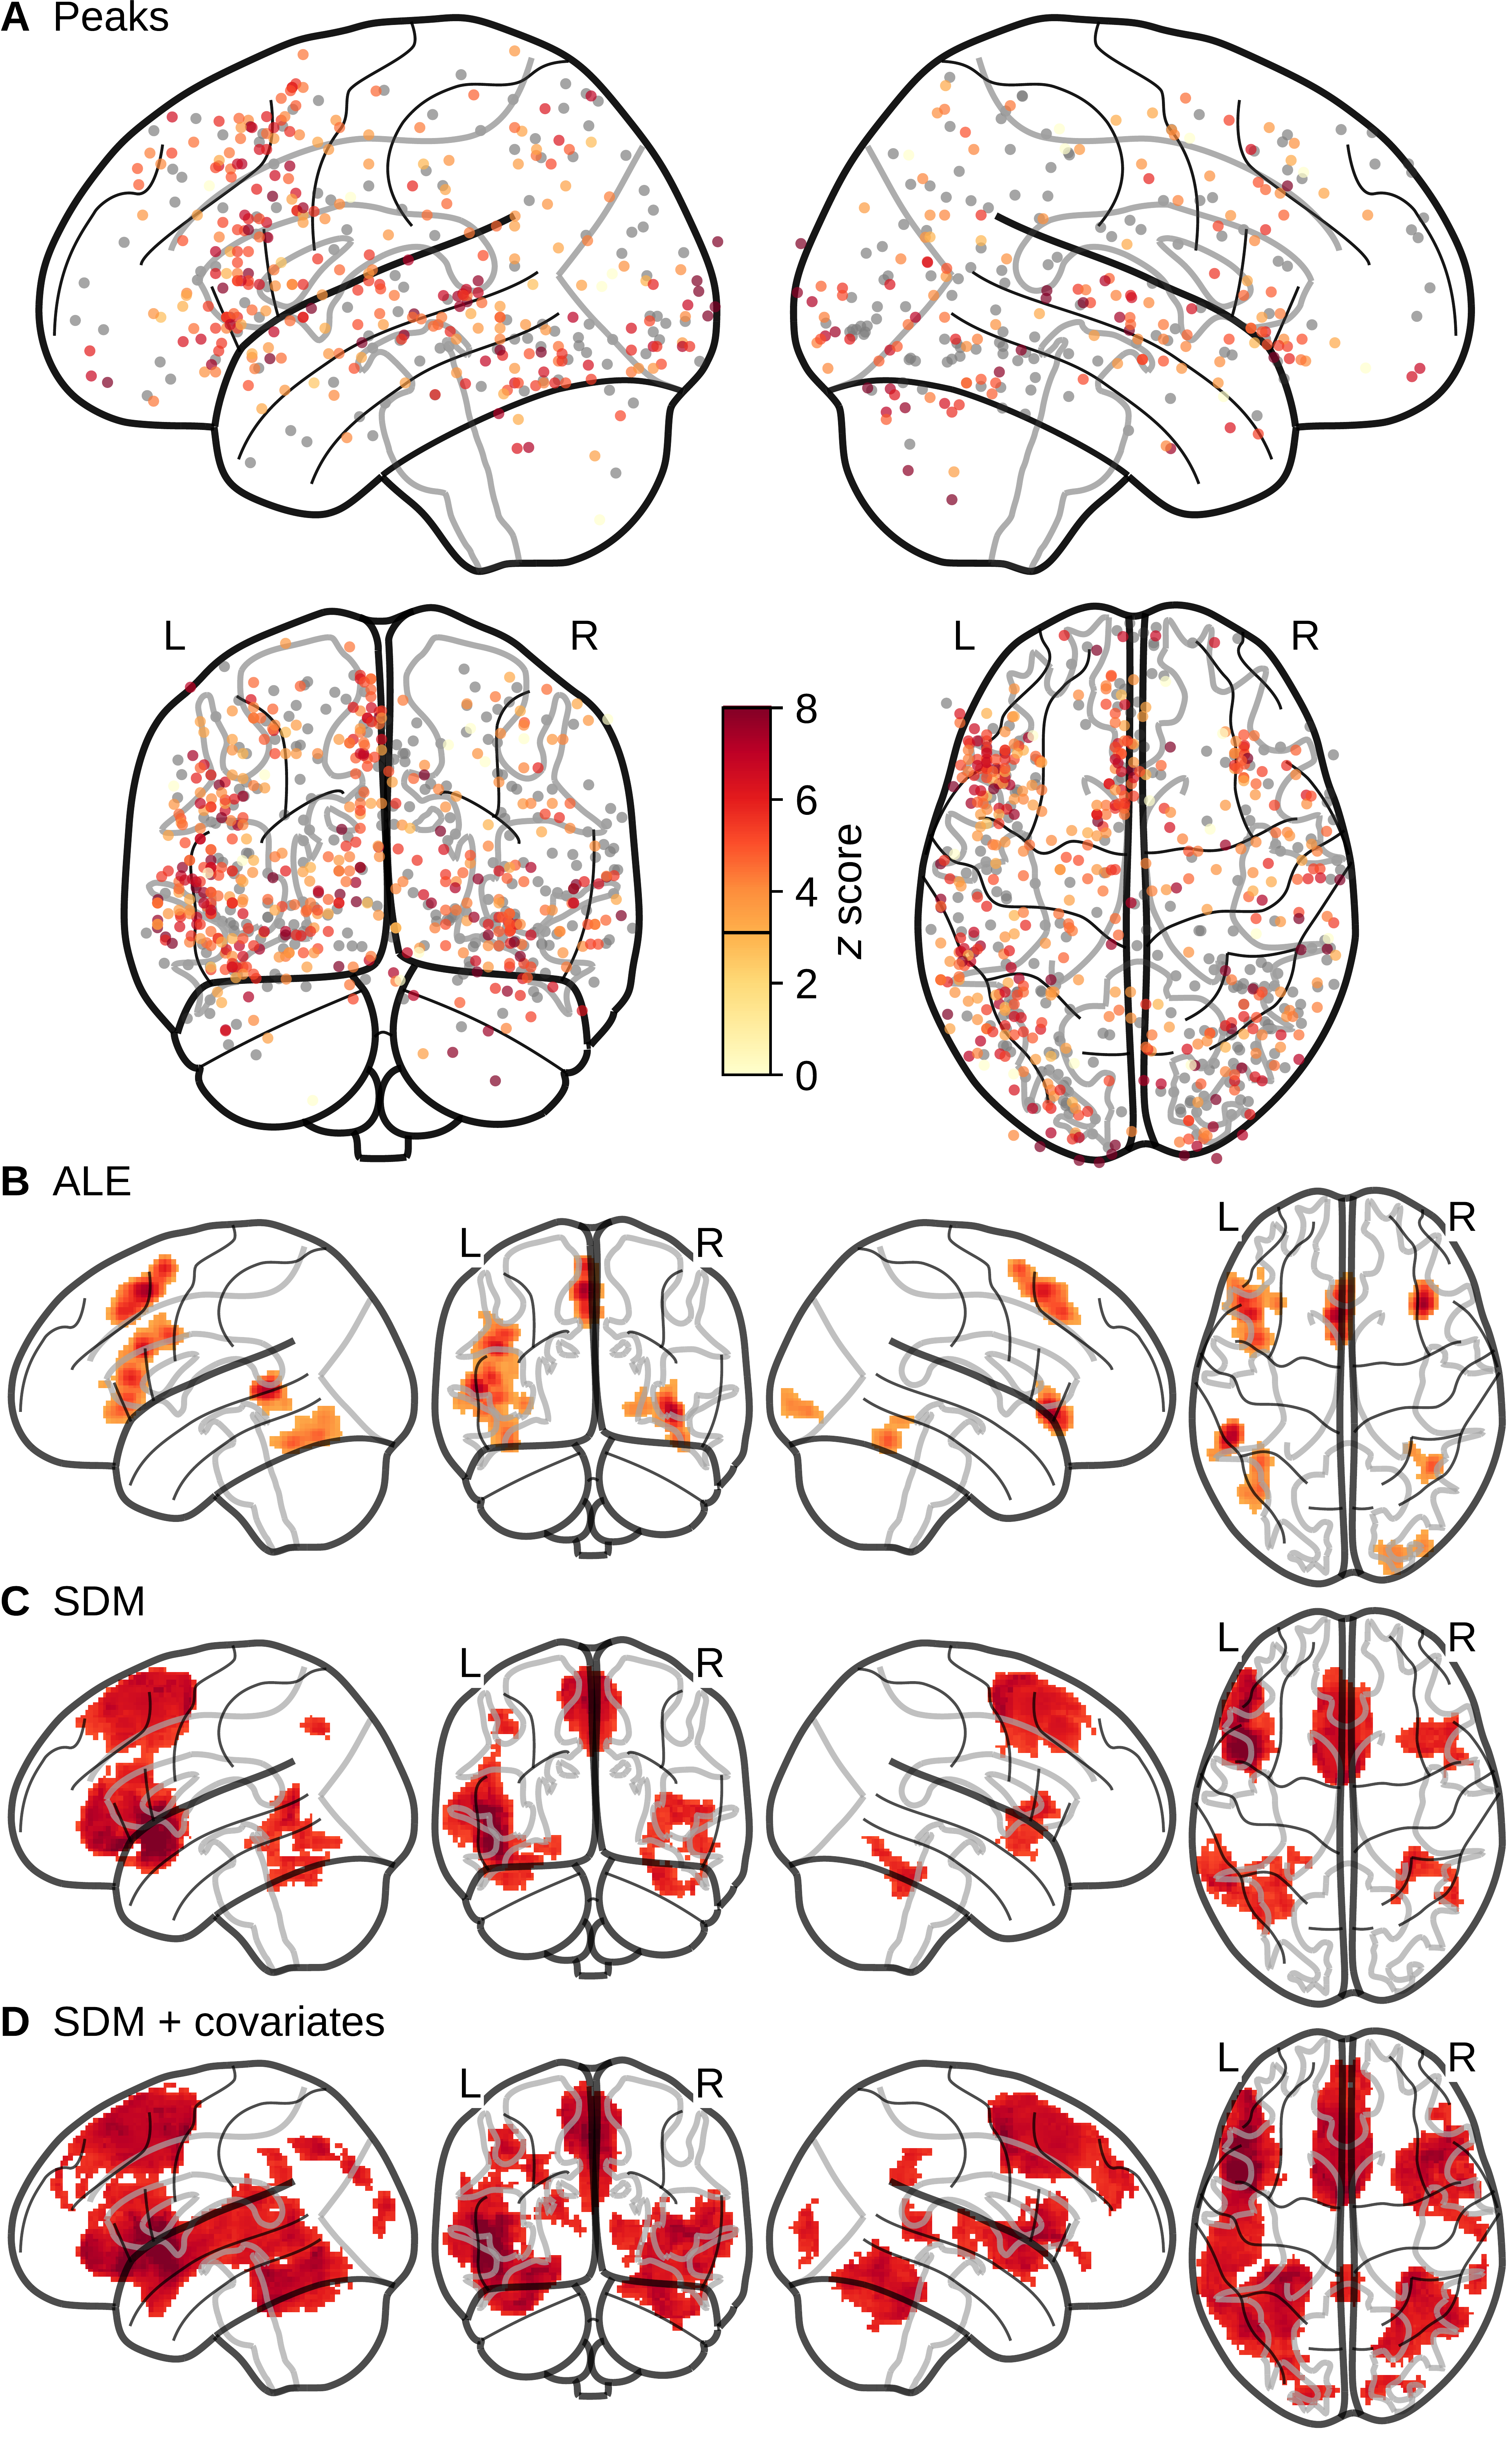 A Peaks
L R L R
8
6
4
2
0
z score
B ALE
L R L R
C SDM
L R L R
D SDM + covariates
L R L R